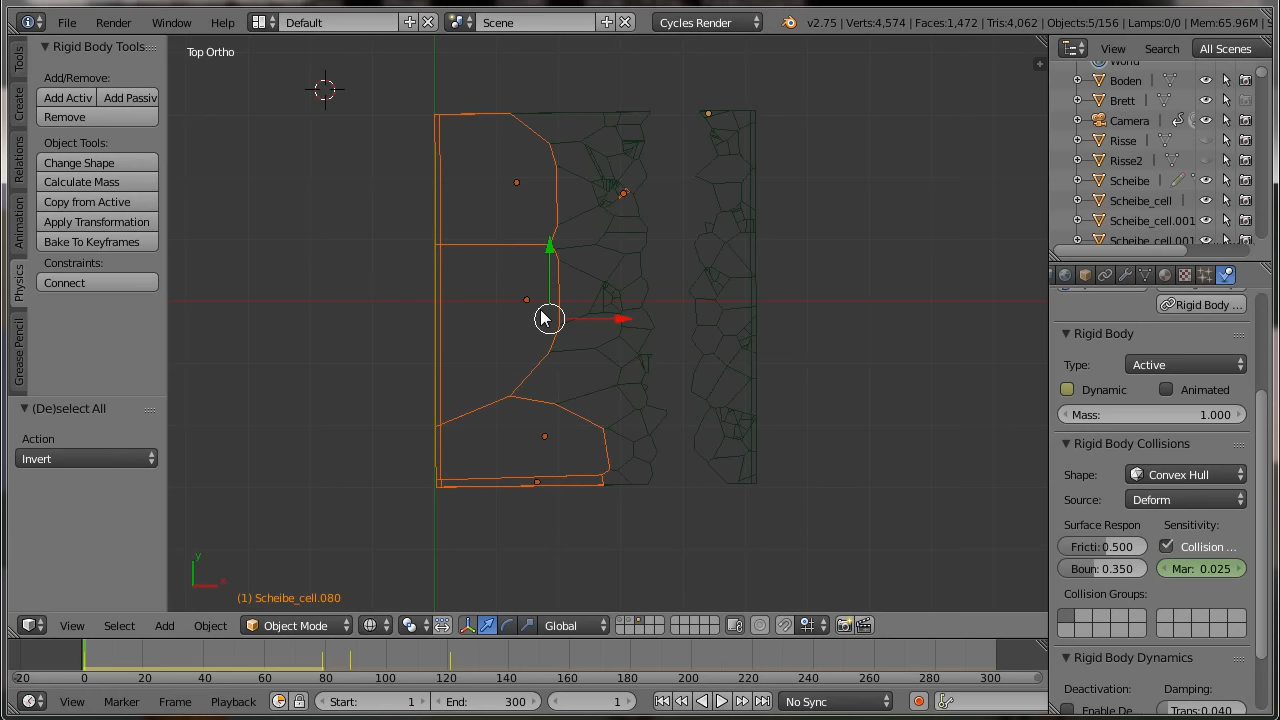 File Render Window Help Default Scene Cycles Render v2.75 | Verts:4,574 | Faces:1,472 | Tris:4,062 | Objects:5/156 | Lamps:0/0 | Mem:65.96M
Top Ortho
Tools
Create
Relations
Animation
Physics
Grease Pencil
Rigid Body Tools
Add/Remove:
Add Activ Add Passiv
Remove
Object Tools:
Change Shape
Calculate Mass
Copy from Active
Apply Transformation
Bake To Keyframes
Constraints:
Connect
(De)select All
Action
Invert
y
(1) Scheibe_cell.080
View Select Add Object Object Mode Global
View Search All Scenes
World
Boden
Brett
Camera
Risse
Risse2
Scheibe
Scheibe_cell
Scheibe_cell.001
Scheibe_cell.001
Rigid Body ...
Rigid Body
Type: Active
Dynamic Animated
Mass: 1.000
Rigid Body Collisions
Shape: Convex Hull
Source: Deform
Surface Respon Sensitivity:
Fricti: 0.500 Collision ...
Boun: 0.350 Mar: 0.025
Collision Groups:
Rigid Body Dynamics
Deactivation: Damping:
Enable De Trans: 0.040
-20 0 20 40 60 80 100 120 140 160 180 200 220 240 260 280 300
View Marker Frame Playback Start: 1 End: 300 1 No Sync